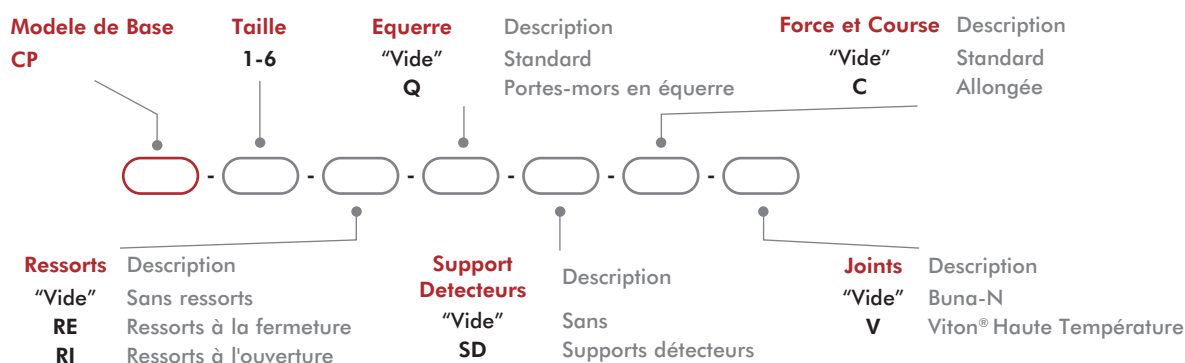 Modele de Base
CP
Taille
1-6
Equerre Description
“Vide” Standard
Q Portes-mors en équerre
Force et Course Description
“Vide” Standard
C Allongée
- - - - - -
Ressorts Description
“Vide” Sans ressorts
RE Ressorts à la fermeture
RI Ressorts à l'ouverture
Support
Detecteurs Description
“Vide” Sans
SD Supports détecteurs
Joints Description
“Vide” Buna-N
V Viton® Haute Température